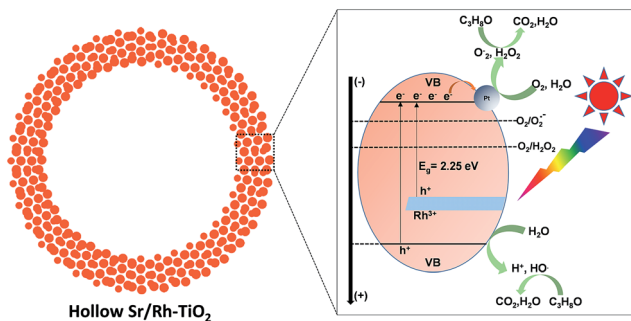 C₃H₈O
CO₂,H₂O
O⁻₂, H₂O₂
(-)
VB
e⁻ e⁻ e⁻ e⁻
Pt
O₂, H₂O
O₂/O₂·⁻
O₂/H₂O₂
E₉= 2.25 eV
h⁺
Rh³⁺
h⁺
H₂O
VB
H⁺, HO·
(+)
CO₂,H₂O
C₃H₈O
Hollow Sr/Rh-TiO₂